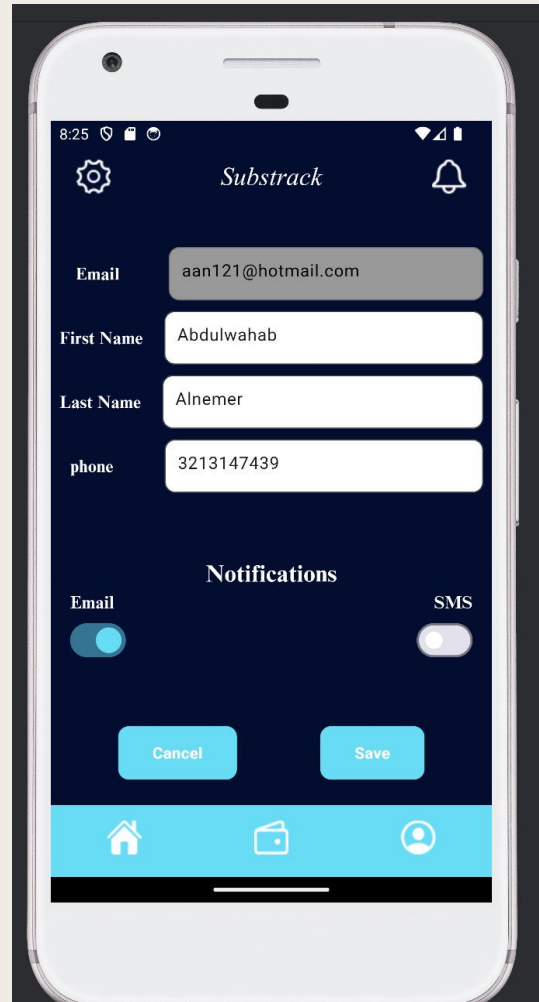 8:25
Substrack
Email aan121@hotmail.com
First Name Abdulwahab
Last Name Alnemer
phone 3213147439
Notifications
Email SMS
Cancel Save